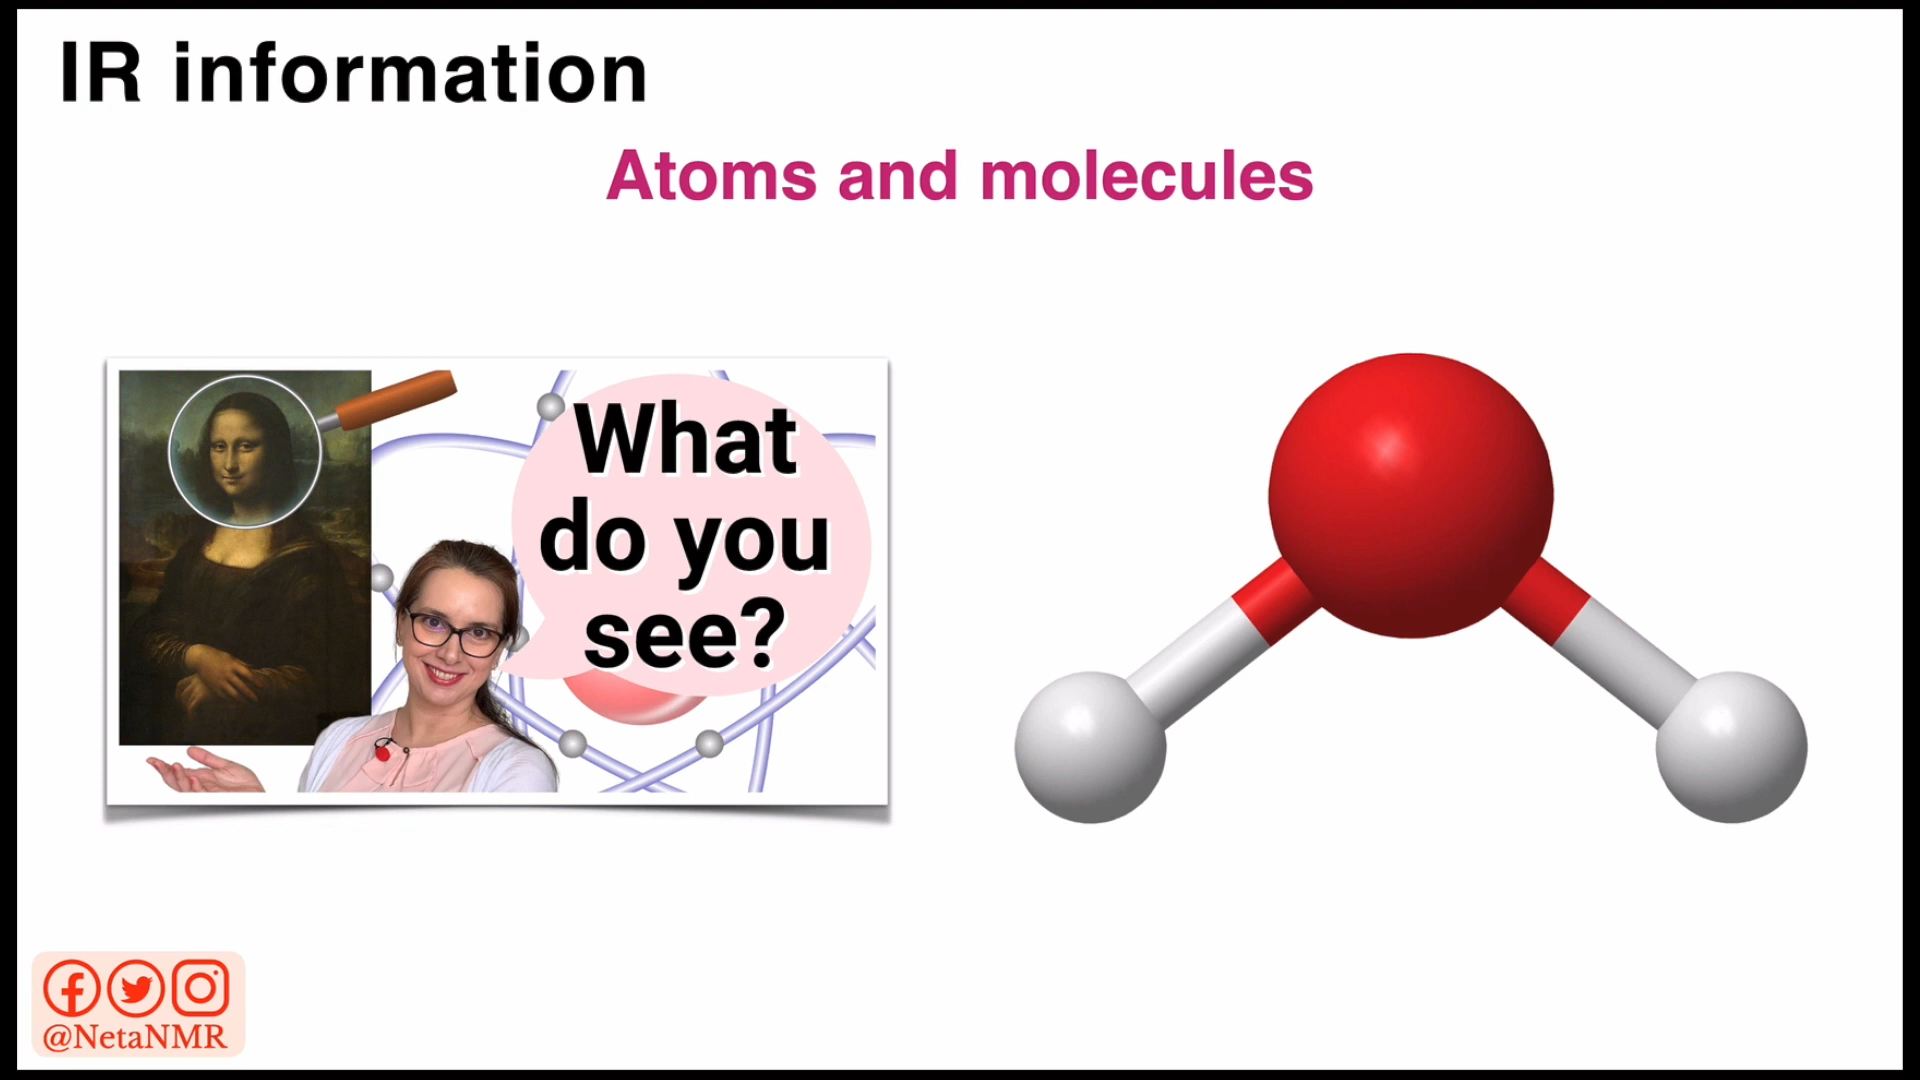 IR information
Atoms and molecules
What
do you
see?
@NetaNMR